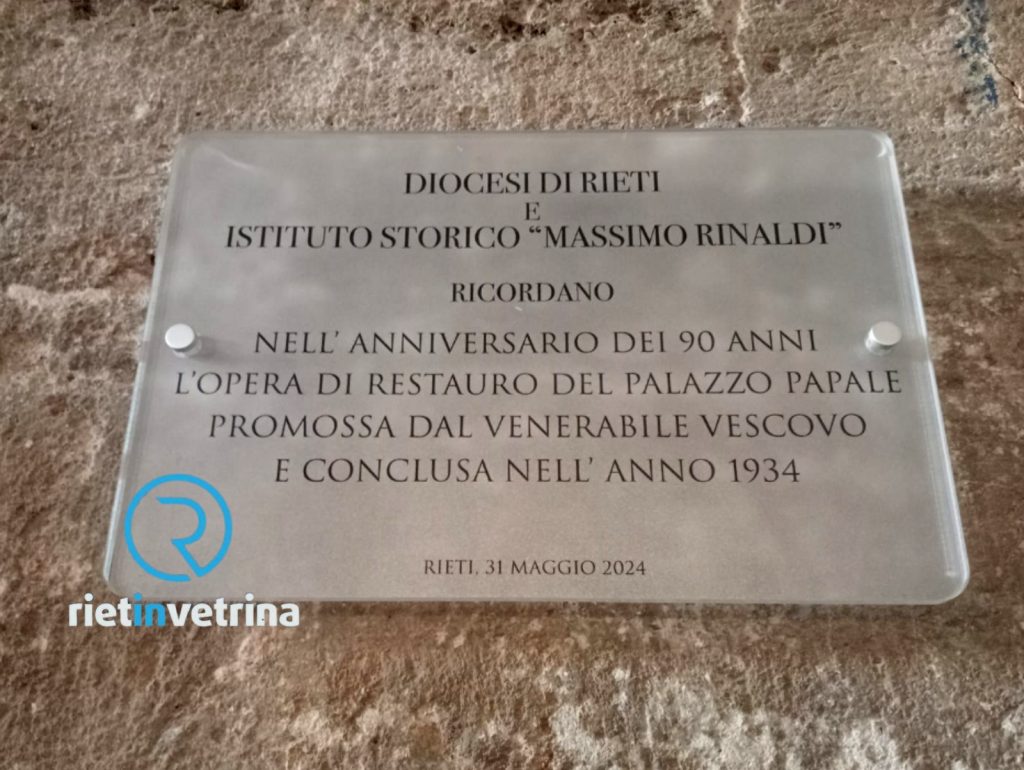 DIOCESI DI RIETI
E
ISTITUTO STORICO “MASSIMO RINALDI”
RICORDANO
NELL’ ANNIVERSARIO DEI 90 ANNI
L’OPERA DI RESTAURO DEL PALAZZO PAPALE
PROMOSSA DAL VENERABILE VESCOVO
E CONCLUSA NELL’ ANNO 1934
RIETI, 31 MAGGIO 2024
R
rietinvetrina